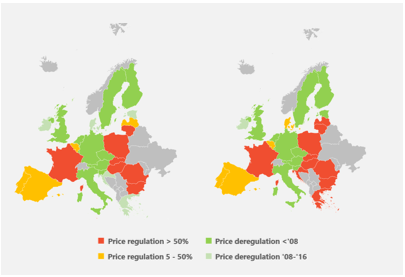 Price regulation > 50%
Price deregulation <'08
Price regulation 5 - 50%
Price deregulation '08-'16